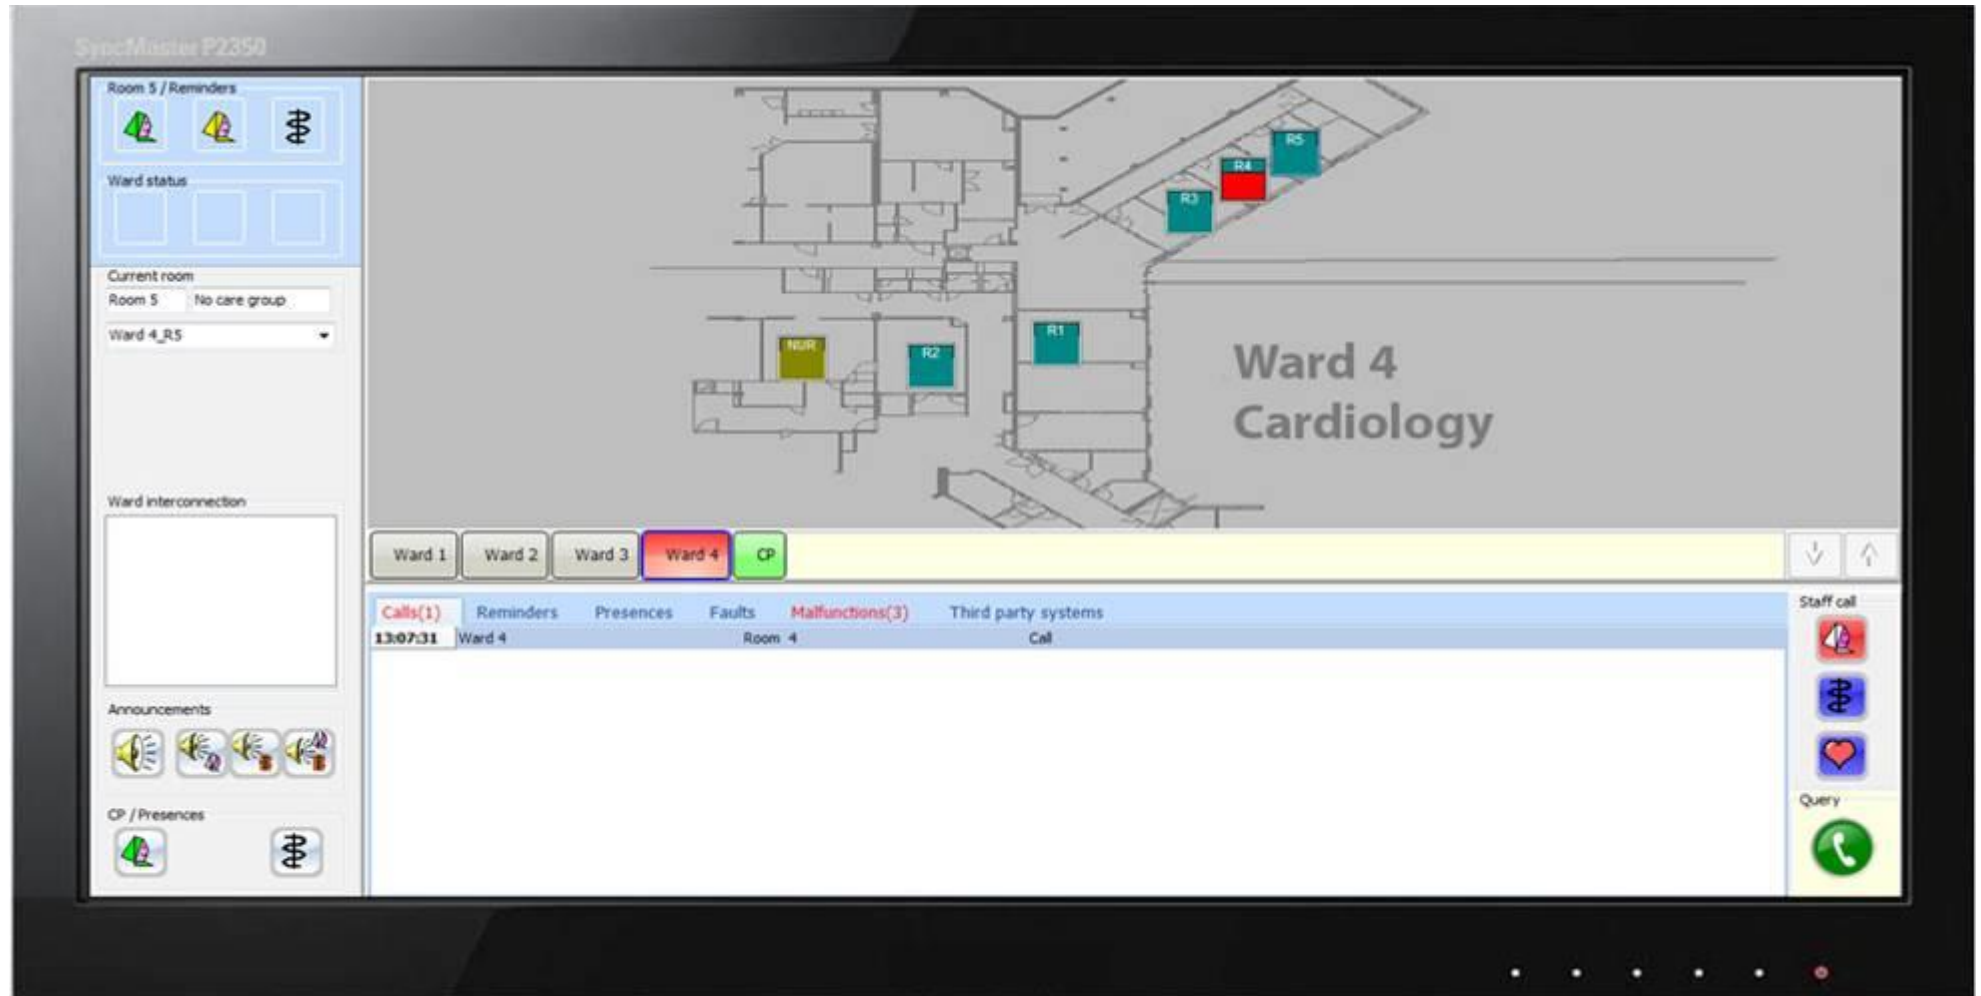 SyncMaster P2350
Room 5 / Reminders
Ward status
Current room
Room 5 No care group
Ward 4_R5
Ward interconnection
Announcements
CP / Presences
R5
R4
R3
R1
NUR
R2
Ward 4
Cardiology
Ward 1 Ward 2 Ward 3 Ward 4 CP
Calls(1) Reminders Presences Faults Malfunctions(3) Third party systems
13:07:31 Ward 4 Room 4 Call
Staff call
Query